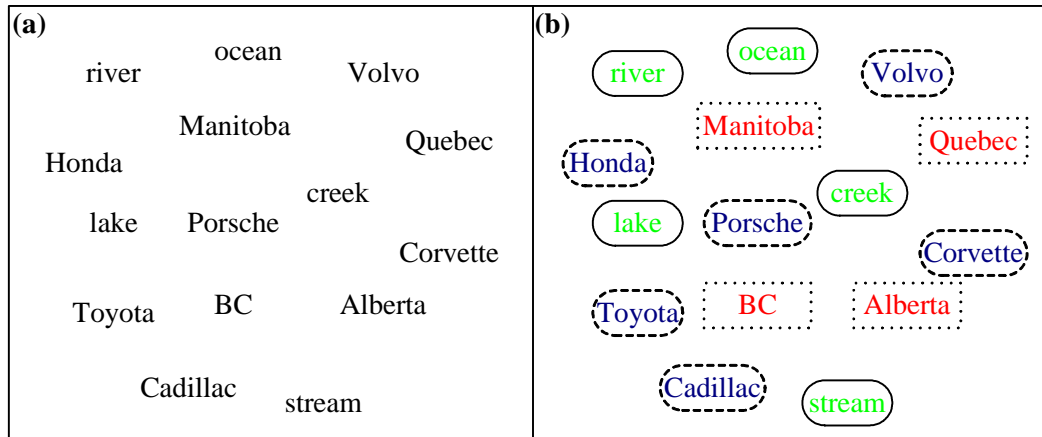 (a)
ocean
river
Volvo
Manitoba
Quebec
Honda
creek
lake
Porsche
Corvette
Toyota
BC
Alberta
Cadillac
stream
(b)
ocean
river
Volvo
Manitoba
Quebec
Honda
creek
lake
Porsche
Corvette
Toyota
BC
Alberta
Cadillac
stream